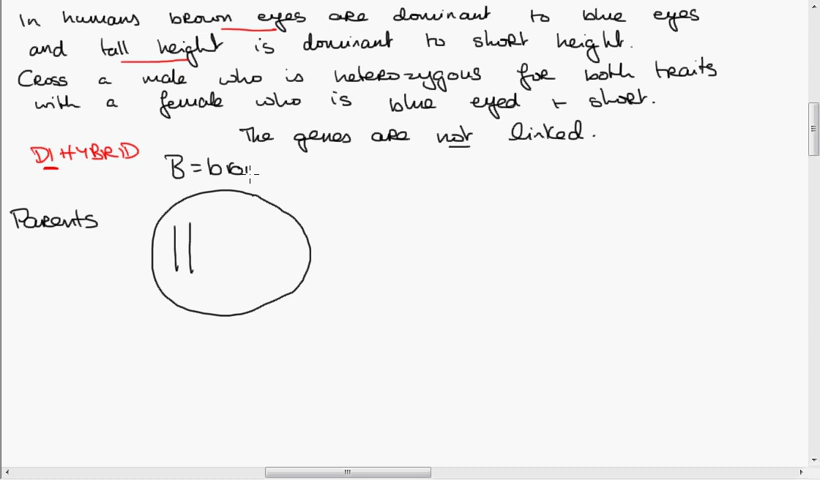 In humans brown eyes are dominant to blue eyes
and tall height is dominant to short height.
Cross a male who is heterozygous for both traits
with a female who is blue eyed + short.
The genes are not linked.
DIHYBRID
B = brow
Parents